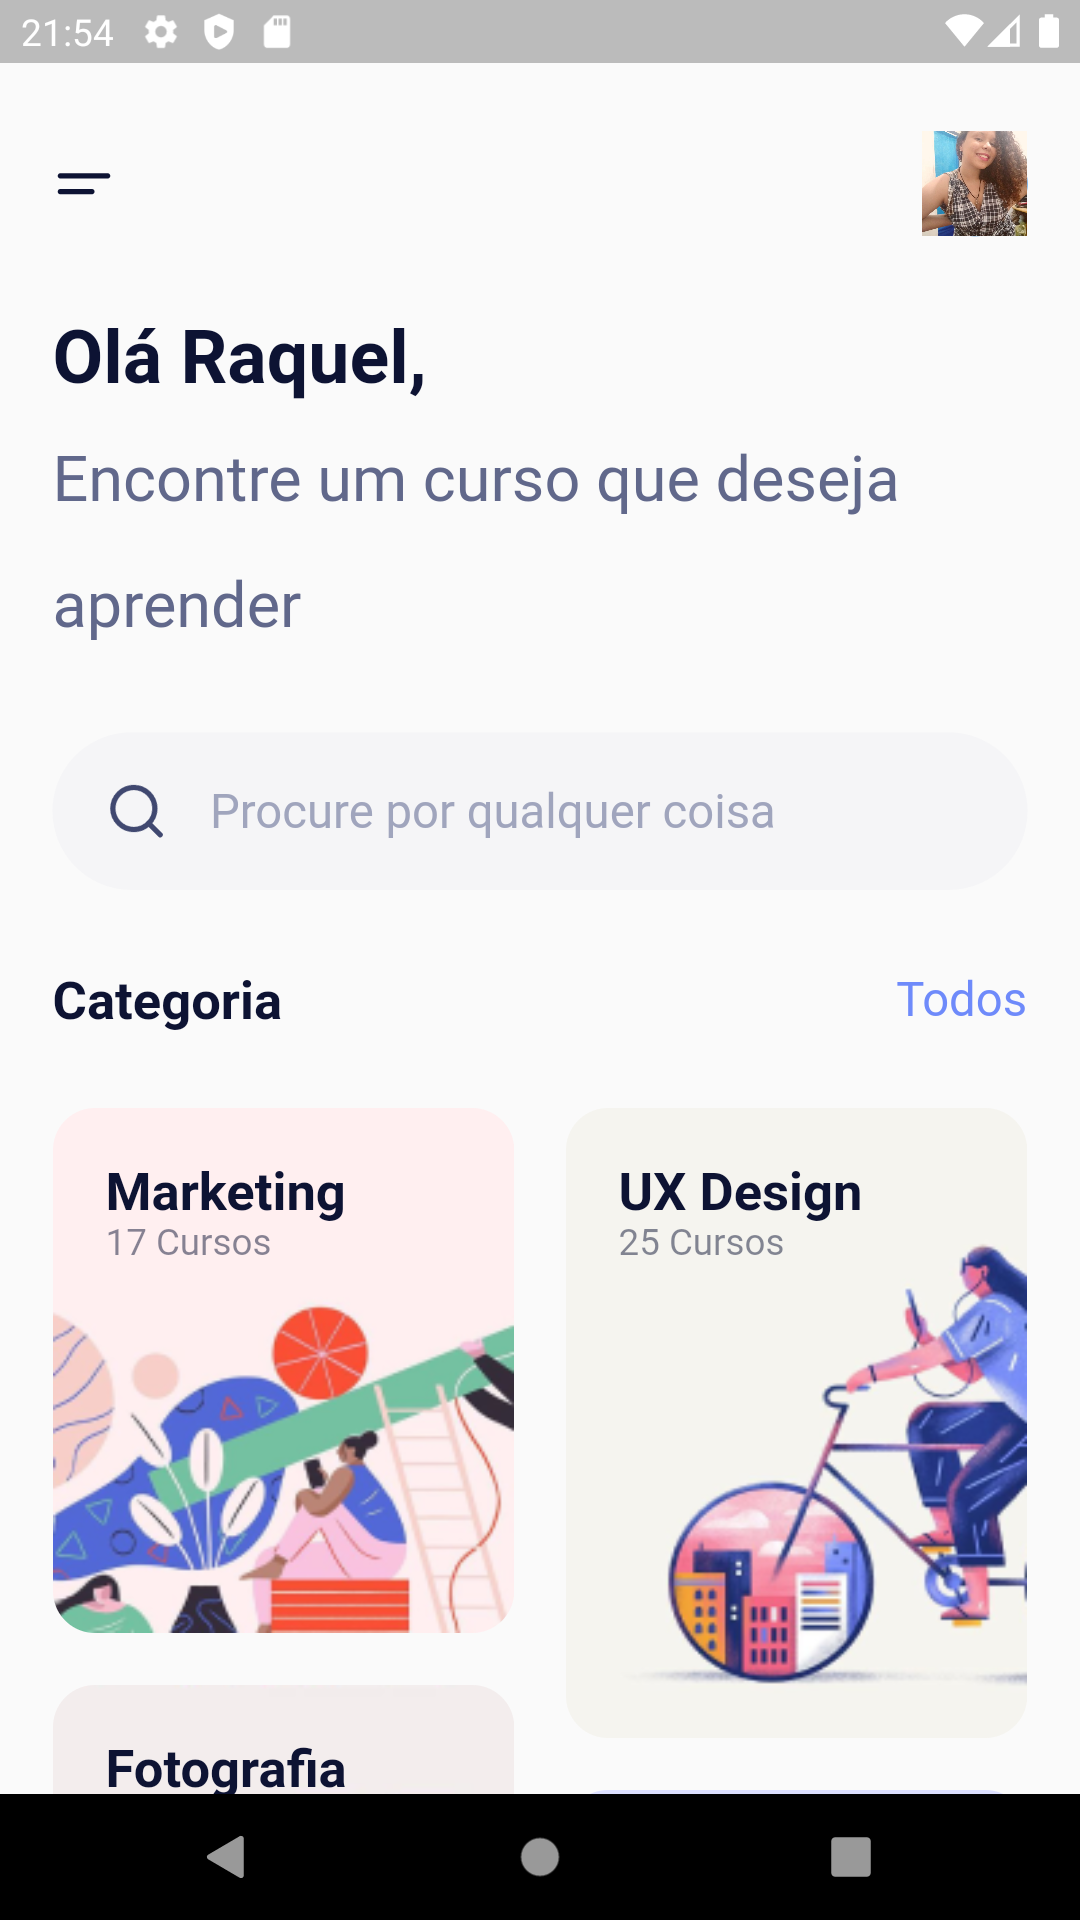 21:54
Olá Raquel,
Encontre um curso que deseja
aprender
Procure por qualquer coisa
Categoria
Todos
Marketing
17 Cursos
UX Design
25 Cursos
Fotografia